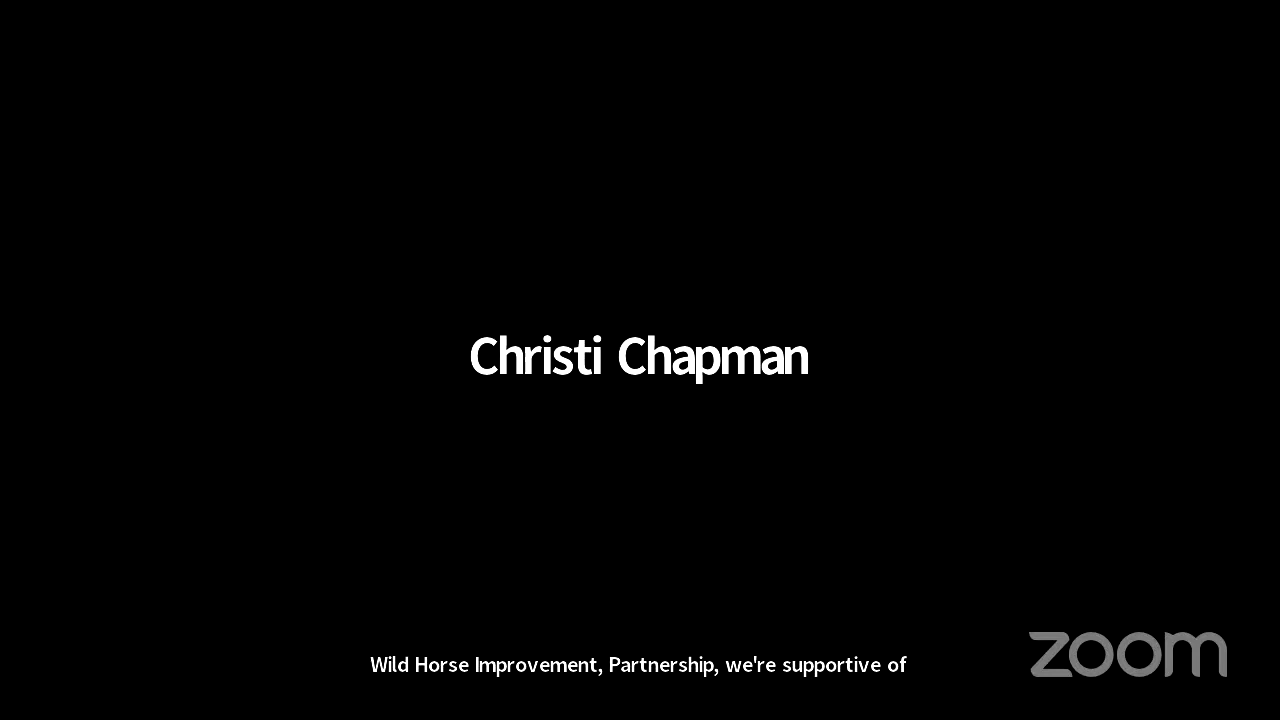 Christi Chapman
Wild Horse Improvement, Partnership, we're supportive of
zoom